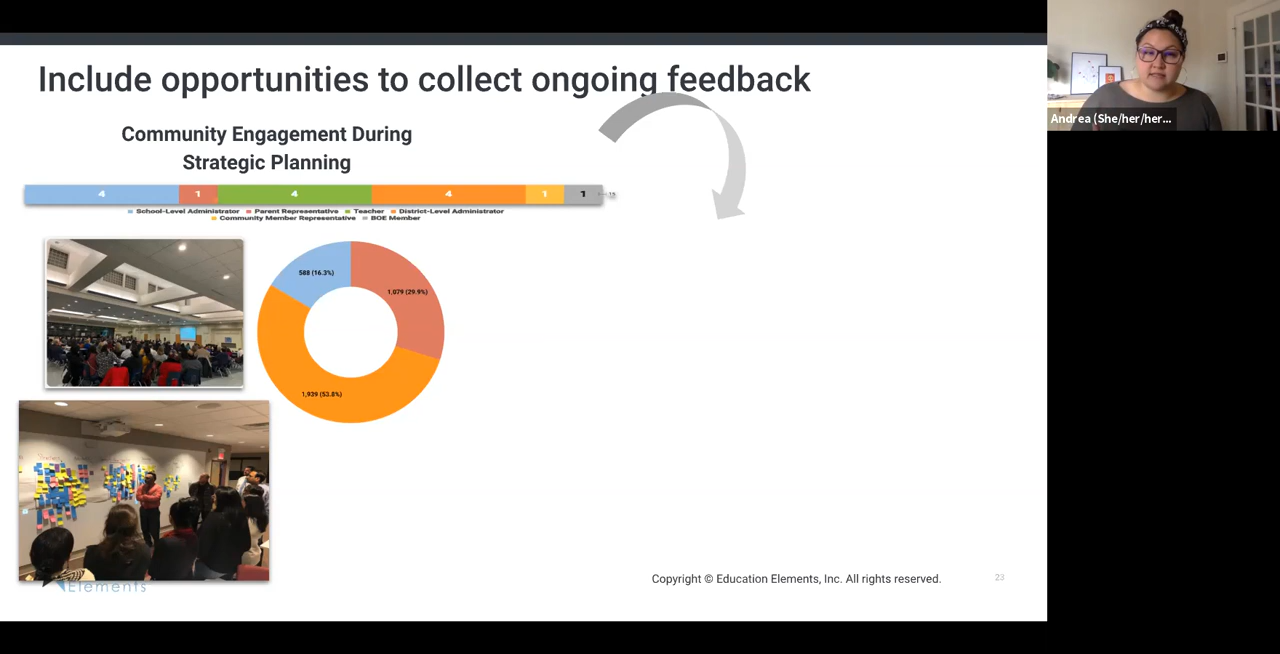 Include opportunities to collect ongoing feedback
Community Engagement During
Strategic Planning
4 1 4 4 1 1 15
School-Level Administrator Parent Representative Teacher District-Level Administrator
Community Member Representative BOE Member
588 (16.3%)
1,079 (29.9%)
1,939 (53.8%)
Elements
Copyright © Education Elements, Inc. All rights reserved.
23
Andrea (She/her/her...